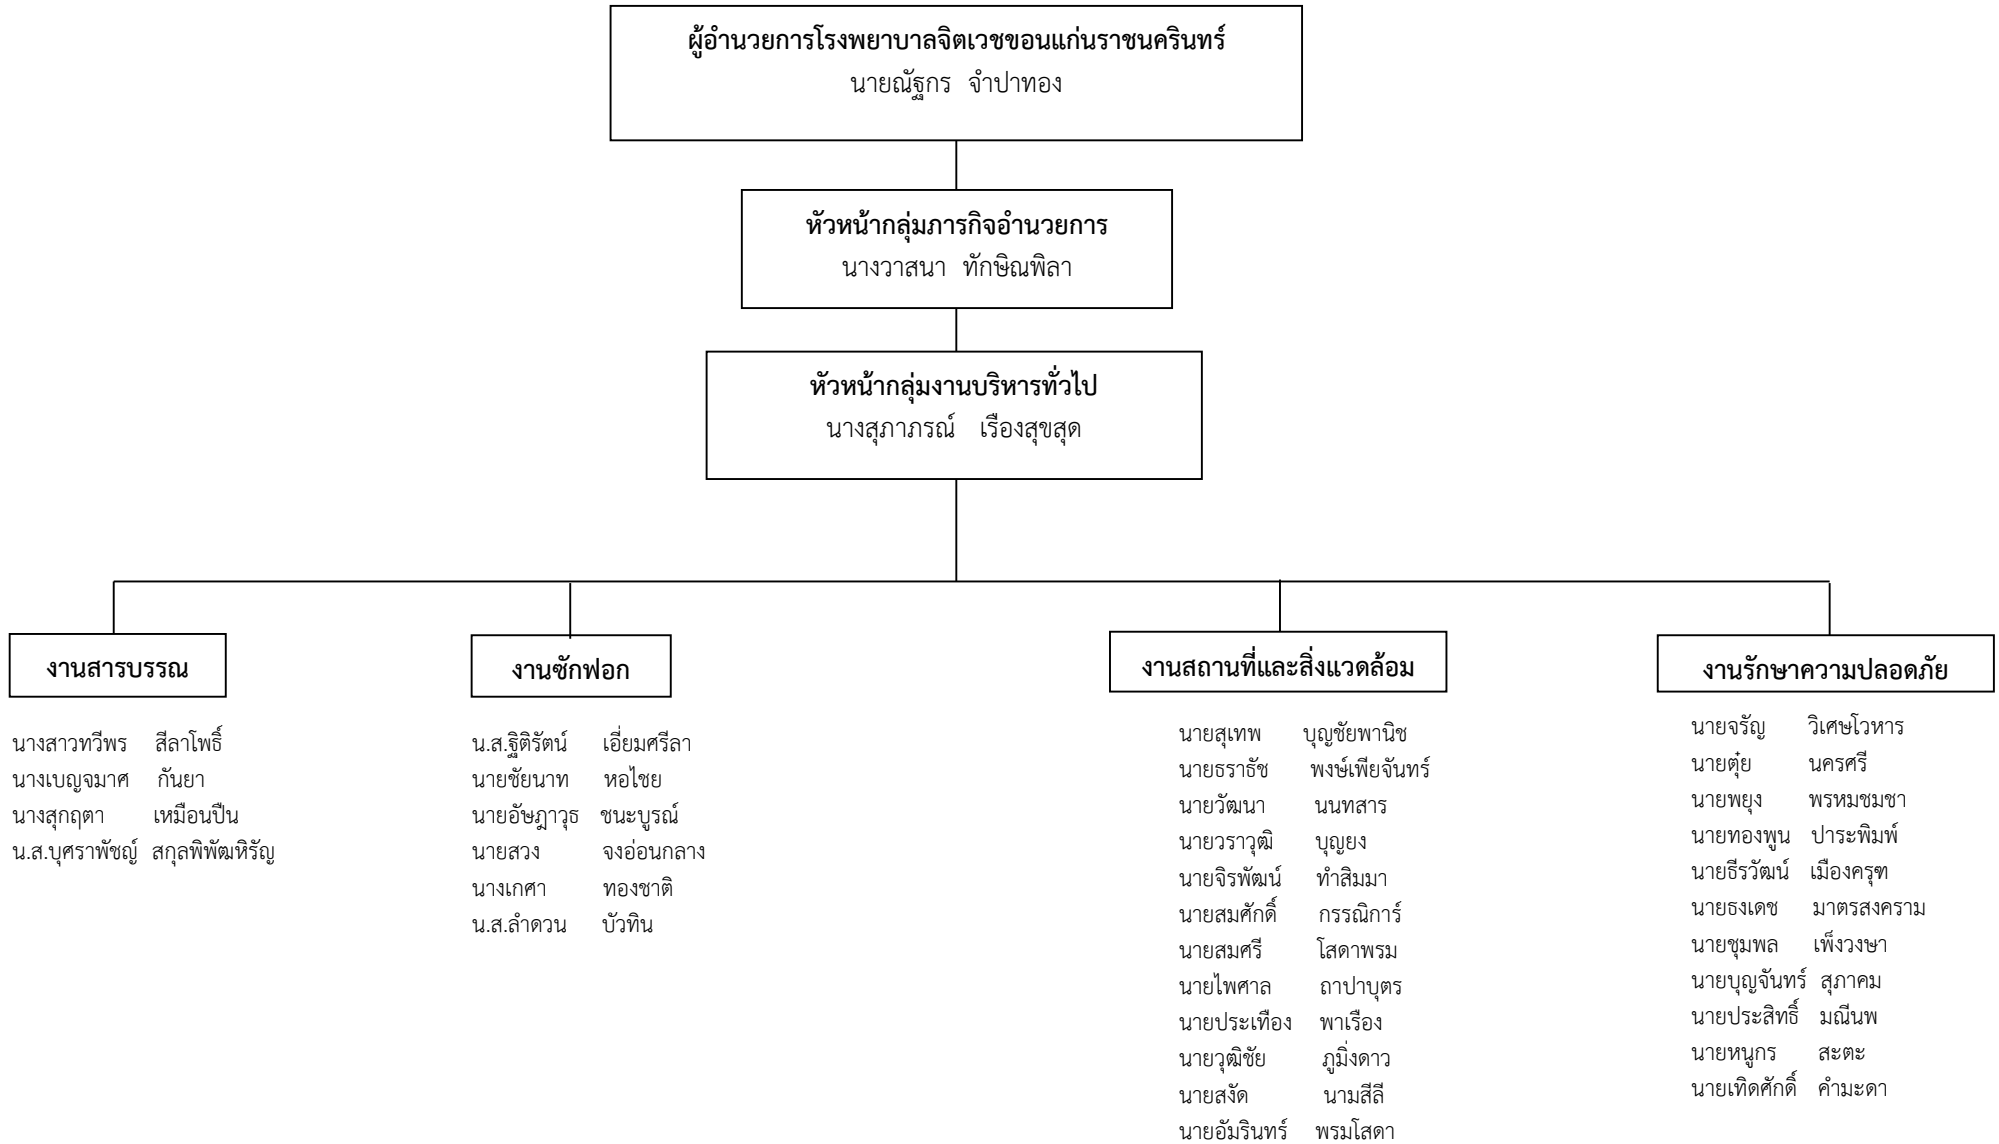 ผู้อำนวยการโรงพยาบาลจิตเวชขอนแก่นราชนครินทร์
นายณัฐกร จำปาทอง
หัวหน้ากลุ่มภารกิจอำนวยการ
นางวาสนา ทักษิณพิลา
หัวหน้ากลุ่มงานบริหารทั่วไป
นางสุภาภรณ์ เรืองสุขสุด
งานสารบรรณ
นางสาวทวีพร สีลาโพธิ์
นางเบญจมาศ กันยา
นางสุกฤตา เหมือนปืน
น.ส.บุศราพัชญ์ สกุลพิพัฒหิรัญ
งานซักฟอก
น.ส.ฐิติรัตน์ เอี่ยมศรีลา
นายชัยนาท หอไชย
นายอัษฎาวุธ ชนะบูรณ์
นายสวง จงอ่อนกลาง
นางเกศา ทองชาติ
น.ส.ลำดวน บัวทิน
งานสถานที่และสิ่งแวดล้อม
นายสุเทพ บุญชัยพานิช
นายธราธัช พงษ์เพียจันทร์
นายวัฒนา นนทสาร
นายวราวุฒิ บุญยง
นายจิรพัฒน์ ทำสิมมา
นายสมศักดิ์ กรรณิการ์
นายสมศรี โสดาพรม
นายไพศาล ถาปาบุตร
นายประเทือง พาเรือง
นายวุฒิชัย ภูมิ่งดาว
นายสงัด นามสีลี
นายอัมรินทร์ พรมโสดา
งานรักษาความปลอดภัย
นายจรัญ วิเศษโวหาร
นายตุ๋ย นครศรี
นายพยุง พรหมชมชา
นายทองพูน ปาระพิมพ์
นายธีรวัฒน์ เมืองครุฑ
นายธงเดช มาตรสงคราม
นายชุมพล เพ็งวงษา
นายบุญจันทร์ สุภาคม
นายประสิทธิ์ มณีนพ
นายหนูกร สะตะ
นายเทิดศักดิ์ คำมะดา